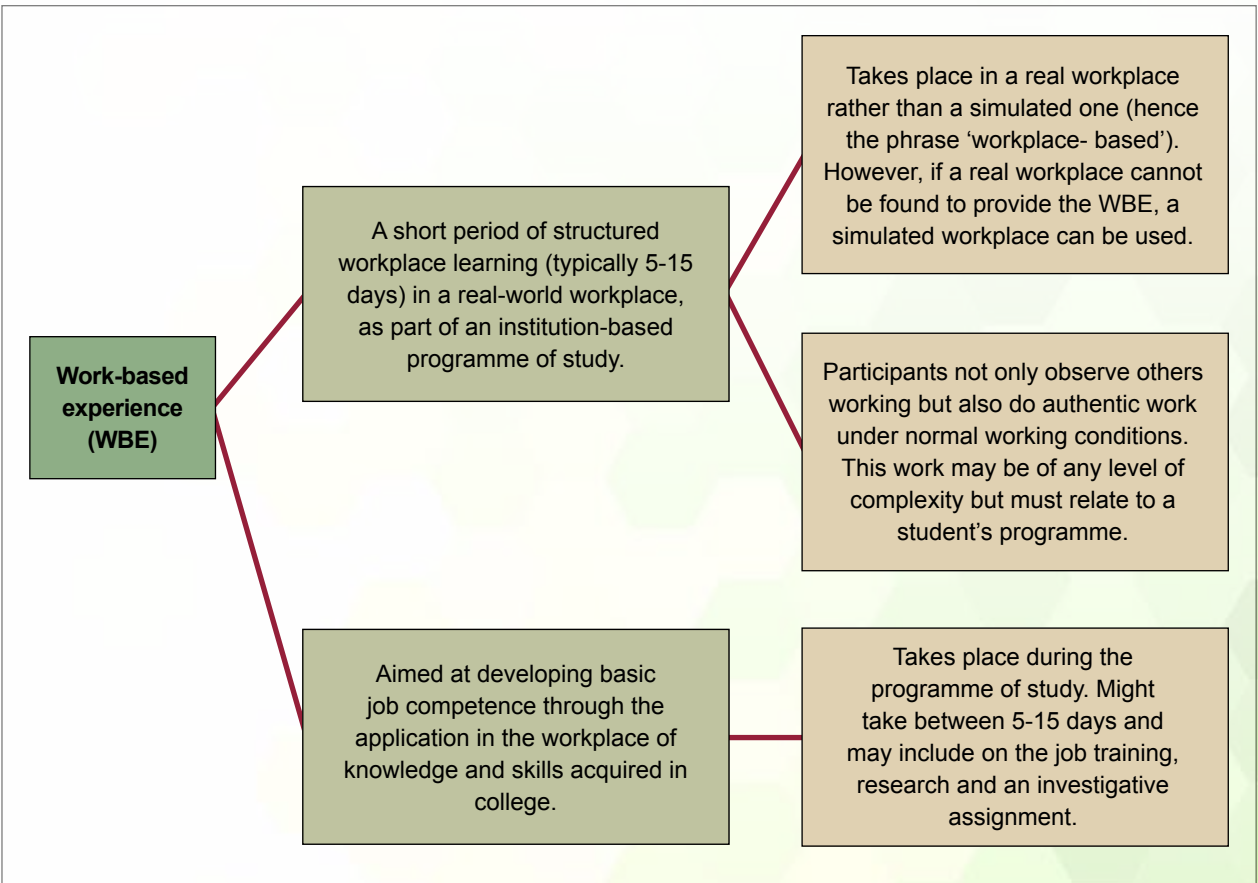 Work-based
experience
(WBE)
A short period of structured
workplace learning (typically 5-15
days) in a real-world workplace,
as part of an institution-based
programme of study.
Takes place in a real workplace
rather than a simulated one (hence
the phrase ‘workplace- based’).
However, if a real workplace cannot
be found to provide the WBE, a
simulated workplace can be used.
Participants not only observe others
working but also do authentic work
under normal working conditions.
This work may be of any level of
complexity but must relate to a
student’s programme.
Aimed at developing basic
job competence through the
application in the workplace of
knowledge and skills acquired in
college.
Takes place during the
programme of study. Might
take between 5-15 days and
may include on the job training,
research and an investigative
assignment.